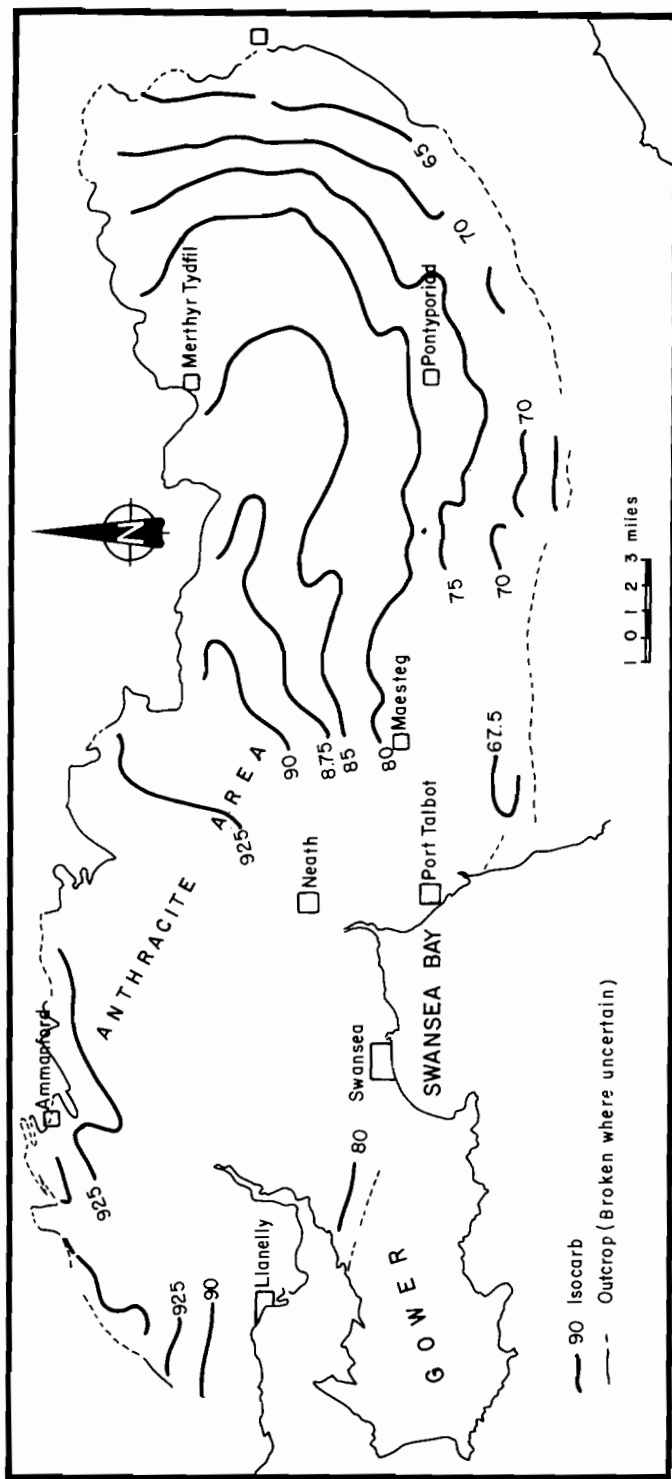 Ammanford
ANTHRACITE
AREA
925
925
925
90
90
8.75
85
80
Merthyr Tydfil
N
65
70
Llanelly
Neath
Maesteg
Pontyporiad
80
Swansea
SWANSEA BAY
Port Talbot
75
70
70
67.5
GOWER
1 0 1 2 3 miles
90 Isocarb
Outcrop (Broken where uncertain)